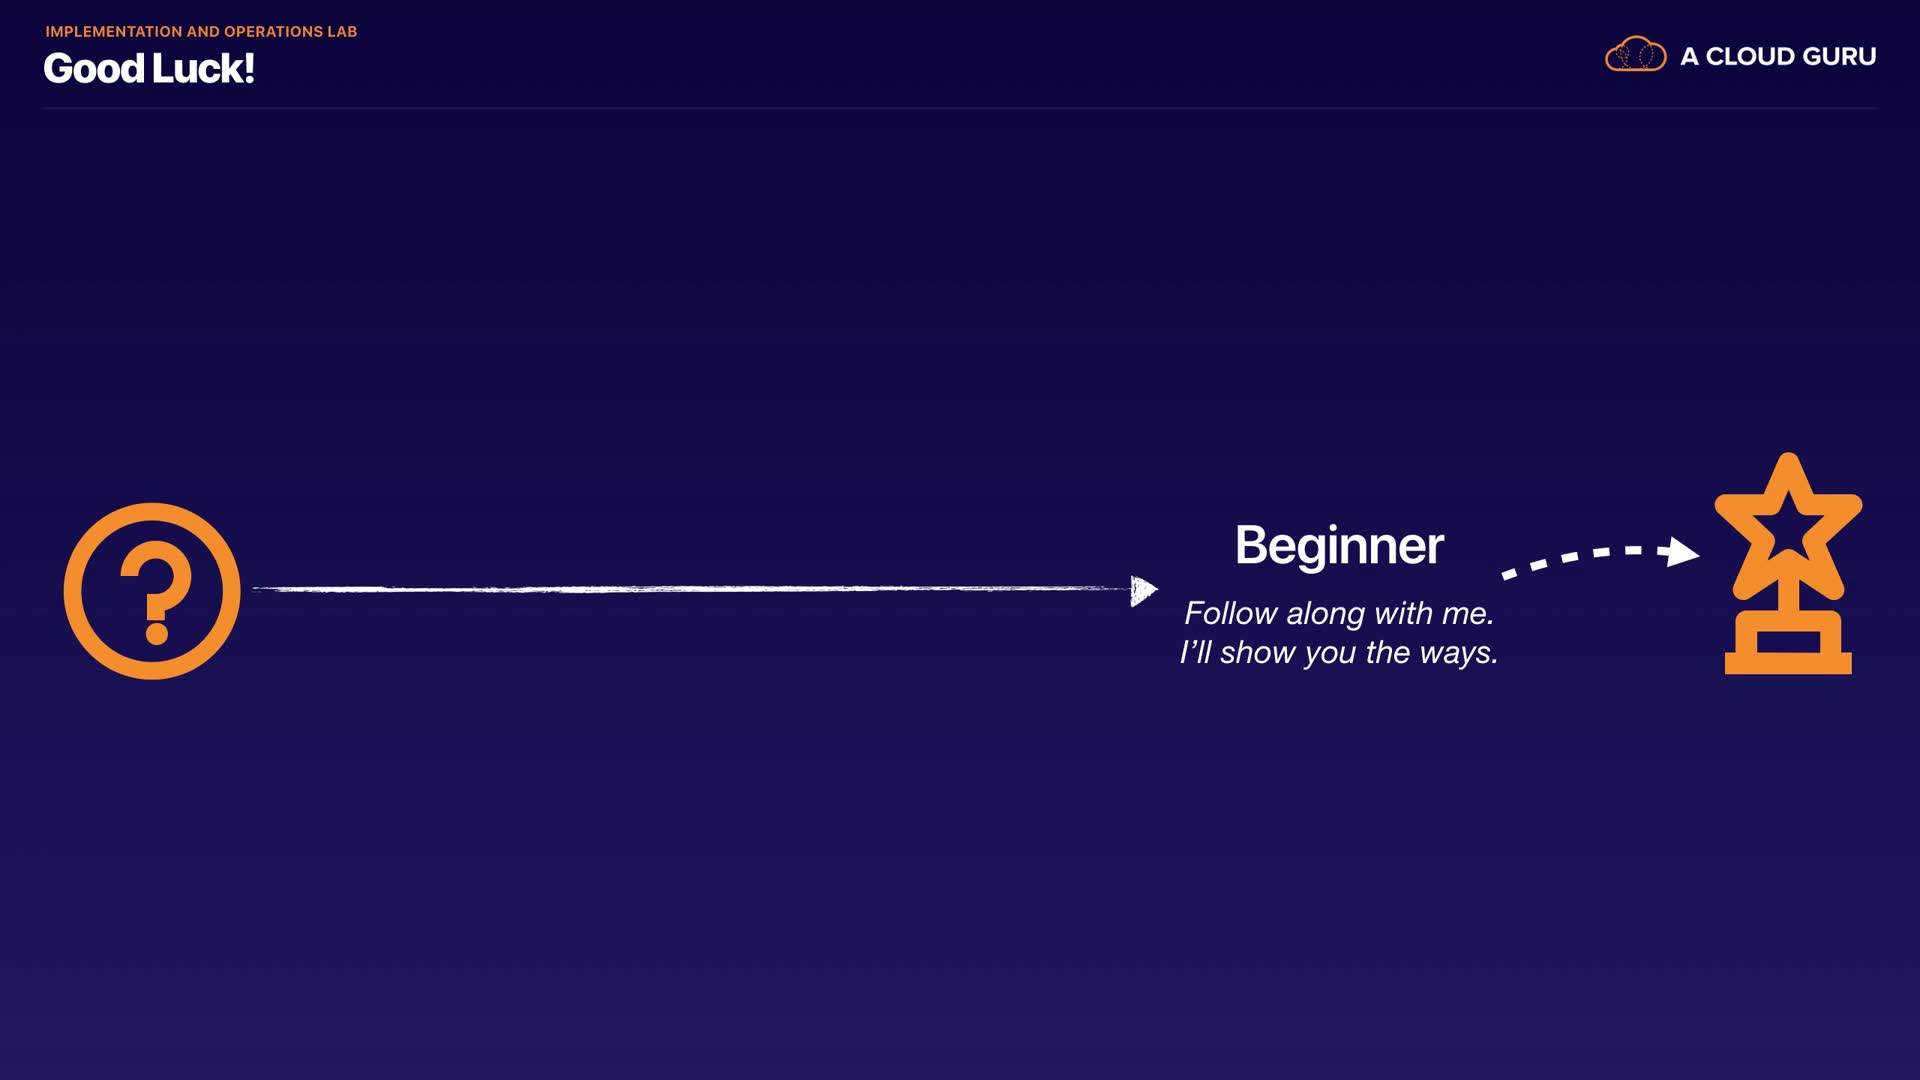 IMPLEMENTATION AND OPERATIONS LAB
Good Luck!
A CLOUD GURU
?
Beginner
Follow along with me.
I’ll show you the ways.